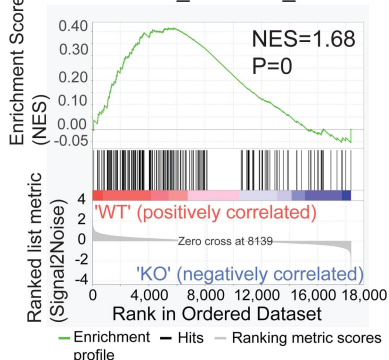 Enrichment Score
(NES)
0.40
0.30
0.20
0.10
0.00
-0.05
NES=1.68
P=0
Ranked list metric
(Signal2Noise)
4
2
0
-2
-4
'WT' (positively correlated)
Zero cross at 8139
'KO' (negatively correlated)
0 4,000 8,000 12,000 16,000 18,000
Rank in Ordered Dataset
Enrichment profile
Hits
Ranking metric scores